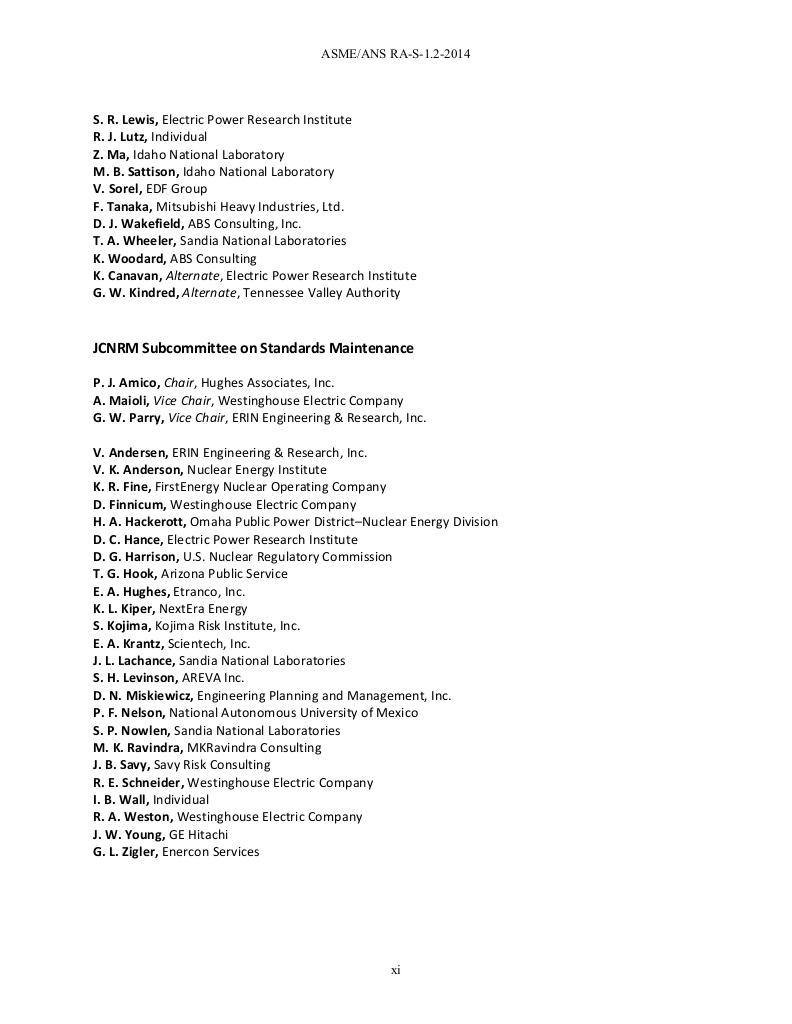 ASME/ANS RA-S-1.2-2014
S. R. Lewis, Electric Power Research Institute
R. J. Lutz, Individual
Z. Ma, Idaho National Laboratory
M. B. Sattison, Idaho National Laboratory
V. Sorel, EDF Group
F. Tanaka, Mitsubishi Heavy Industries, Ltd.
D. J. Wakefield, ABS Consulting, Inc.
T. A. Wheeler, Sandia National Laboratories
K. Woodard, ABS Consulting
K. Canavan, Alternate, Electric Power Research Institute
G. W. Kindred, Alternate, Tennessee Valley Authority
JCNRM Subcommittee on Standards Maintenance
P. J. Amico, Chair, Hughes Associates, Inc.
A. Maioli, Vice Chair, Westinghouse Electric Company
G. W. Parry, Vice Chair, ERIN Engineering & Research, Inc.
V. Andersen, ERIN Engineering & Research, Inc.
V. K. Anderson, Nuclear Energy Institute
K. R. Fine, FirstEnergy Nuclear Operating Company
D. Finnicum, Westinghouse Electric Company
H. A. Hackerott, Omaha Public Power District–Nuclear Energy Division
D. C. Hance, Electric Power Research Institute
D. G. Harrison, U.S. Nuclear Regulatory Commission
T. G. Hook, Arizona Public Service
E. A. Hughes, Etranco, Inc.
K. L. Kiper, NextEra Energy
S. Kojima, Kojima Risk Institute, Inc.
E. A. Krantz, Scientech, Inc.
J. L. Lachance, Sandia National Laboratories
S. H. Levinson, AREVA Inc.
D. N. Miskiewicz, Engineering Planning and Management, Inc.
P. F. Nelson, National Autonomous University of Mexico
S. P. Nowlen, Sandia National Laboratories
M. K. Ravindra, MKRavindra Consulting
J. B. Savy, Savy Risk Consulting
R. E. Schneider, Westinghouse Electric Company
I. B. Wall, Individual
R. A. Weston, Westinghouse Electric Company
J. W. Young, GE Hitachi
G. L. Zigler, Enercon Services
xi